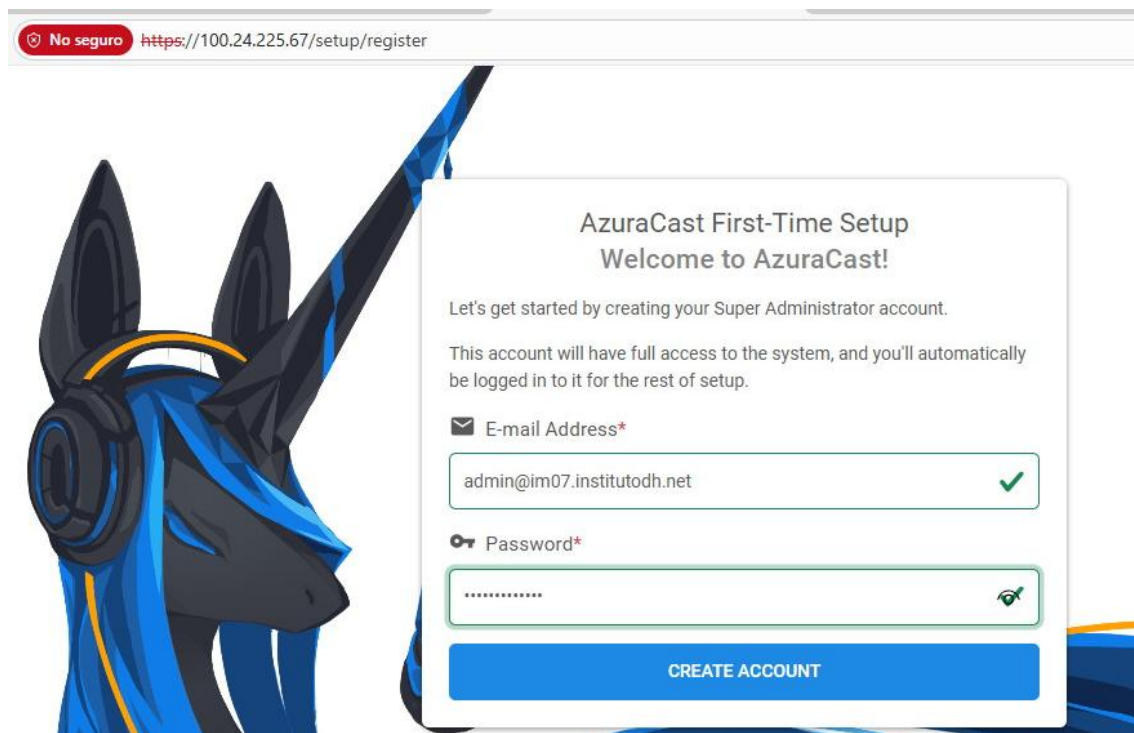 No seguro https://100.24.225.67/setup/register
AzuraCast First-Time Setup
Welcome to AzuraCast!
Let's get started by creating your Super Administrator account.
This account will have full access to the system, and you'll automatically
be logged in to it for the rest of setup.
E-mail Address*
admin@im07.institutodh.net
Password*
•••••••••••••
CREATE ACCOUNT